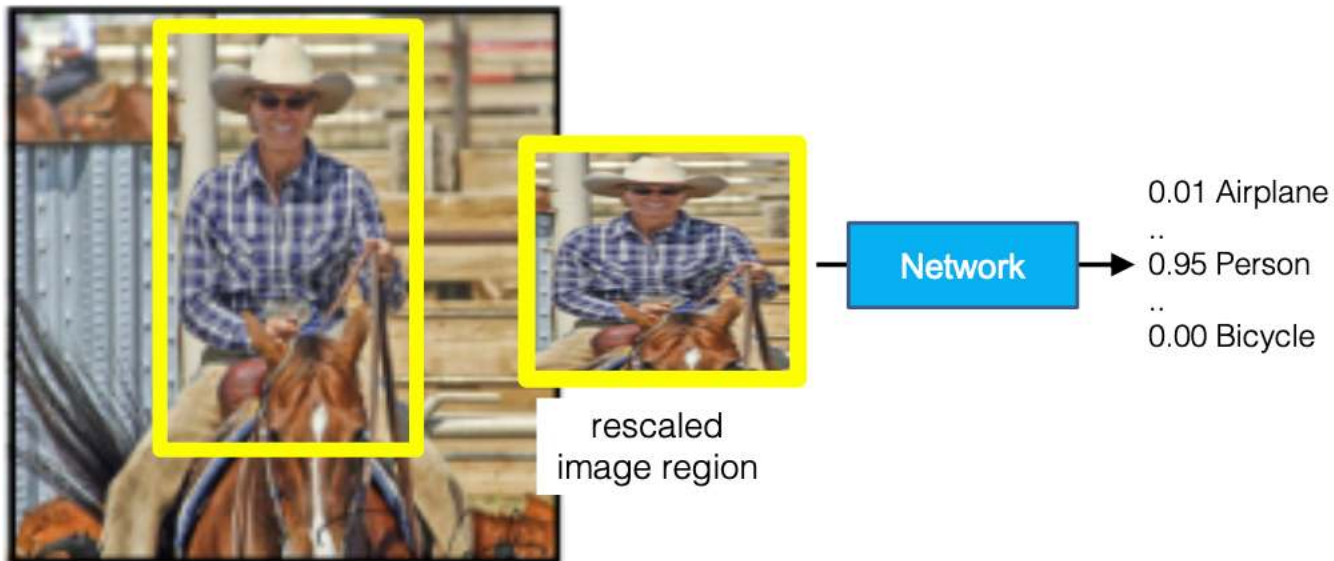 rescaled
image region
Network
0.01 Airplane
..
0.95 Person
..
0.00 Bicycle